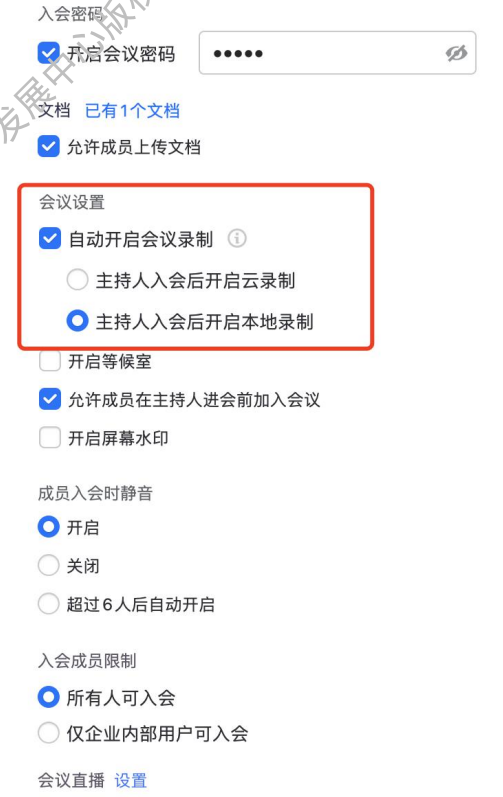 入会密码
开启会议密码
文档 已有1个文档
允许成员上传文档
会议设置
自动开启会议录制
主持人入会后开启云录制
主持人入会后开启本地录制
开启等候室
允许成员在主持人进会前加入会议
开启屏幕水印
成员入会时静音
开启
关闭
超过6人后自动开启
入会成员限制
所有人可入会
仅企业内部用户可入会
会议直播 设置
发展中心版权